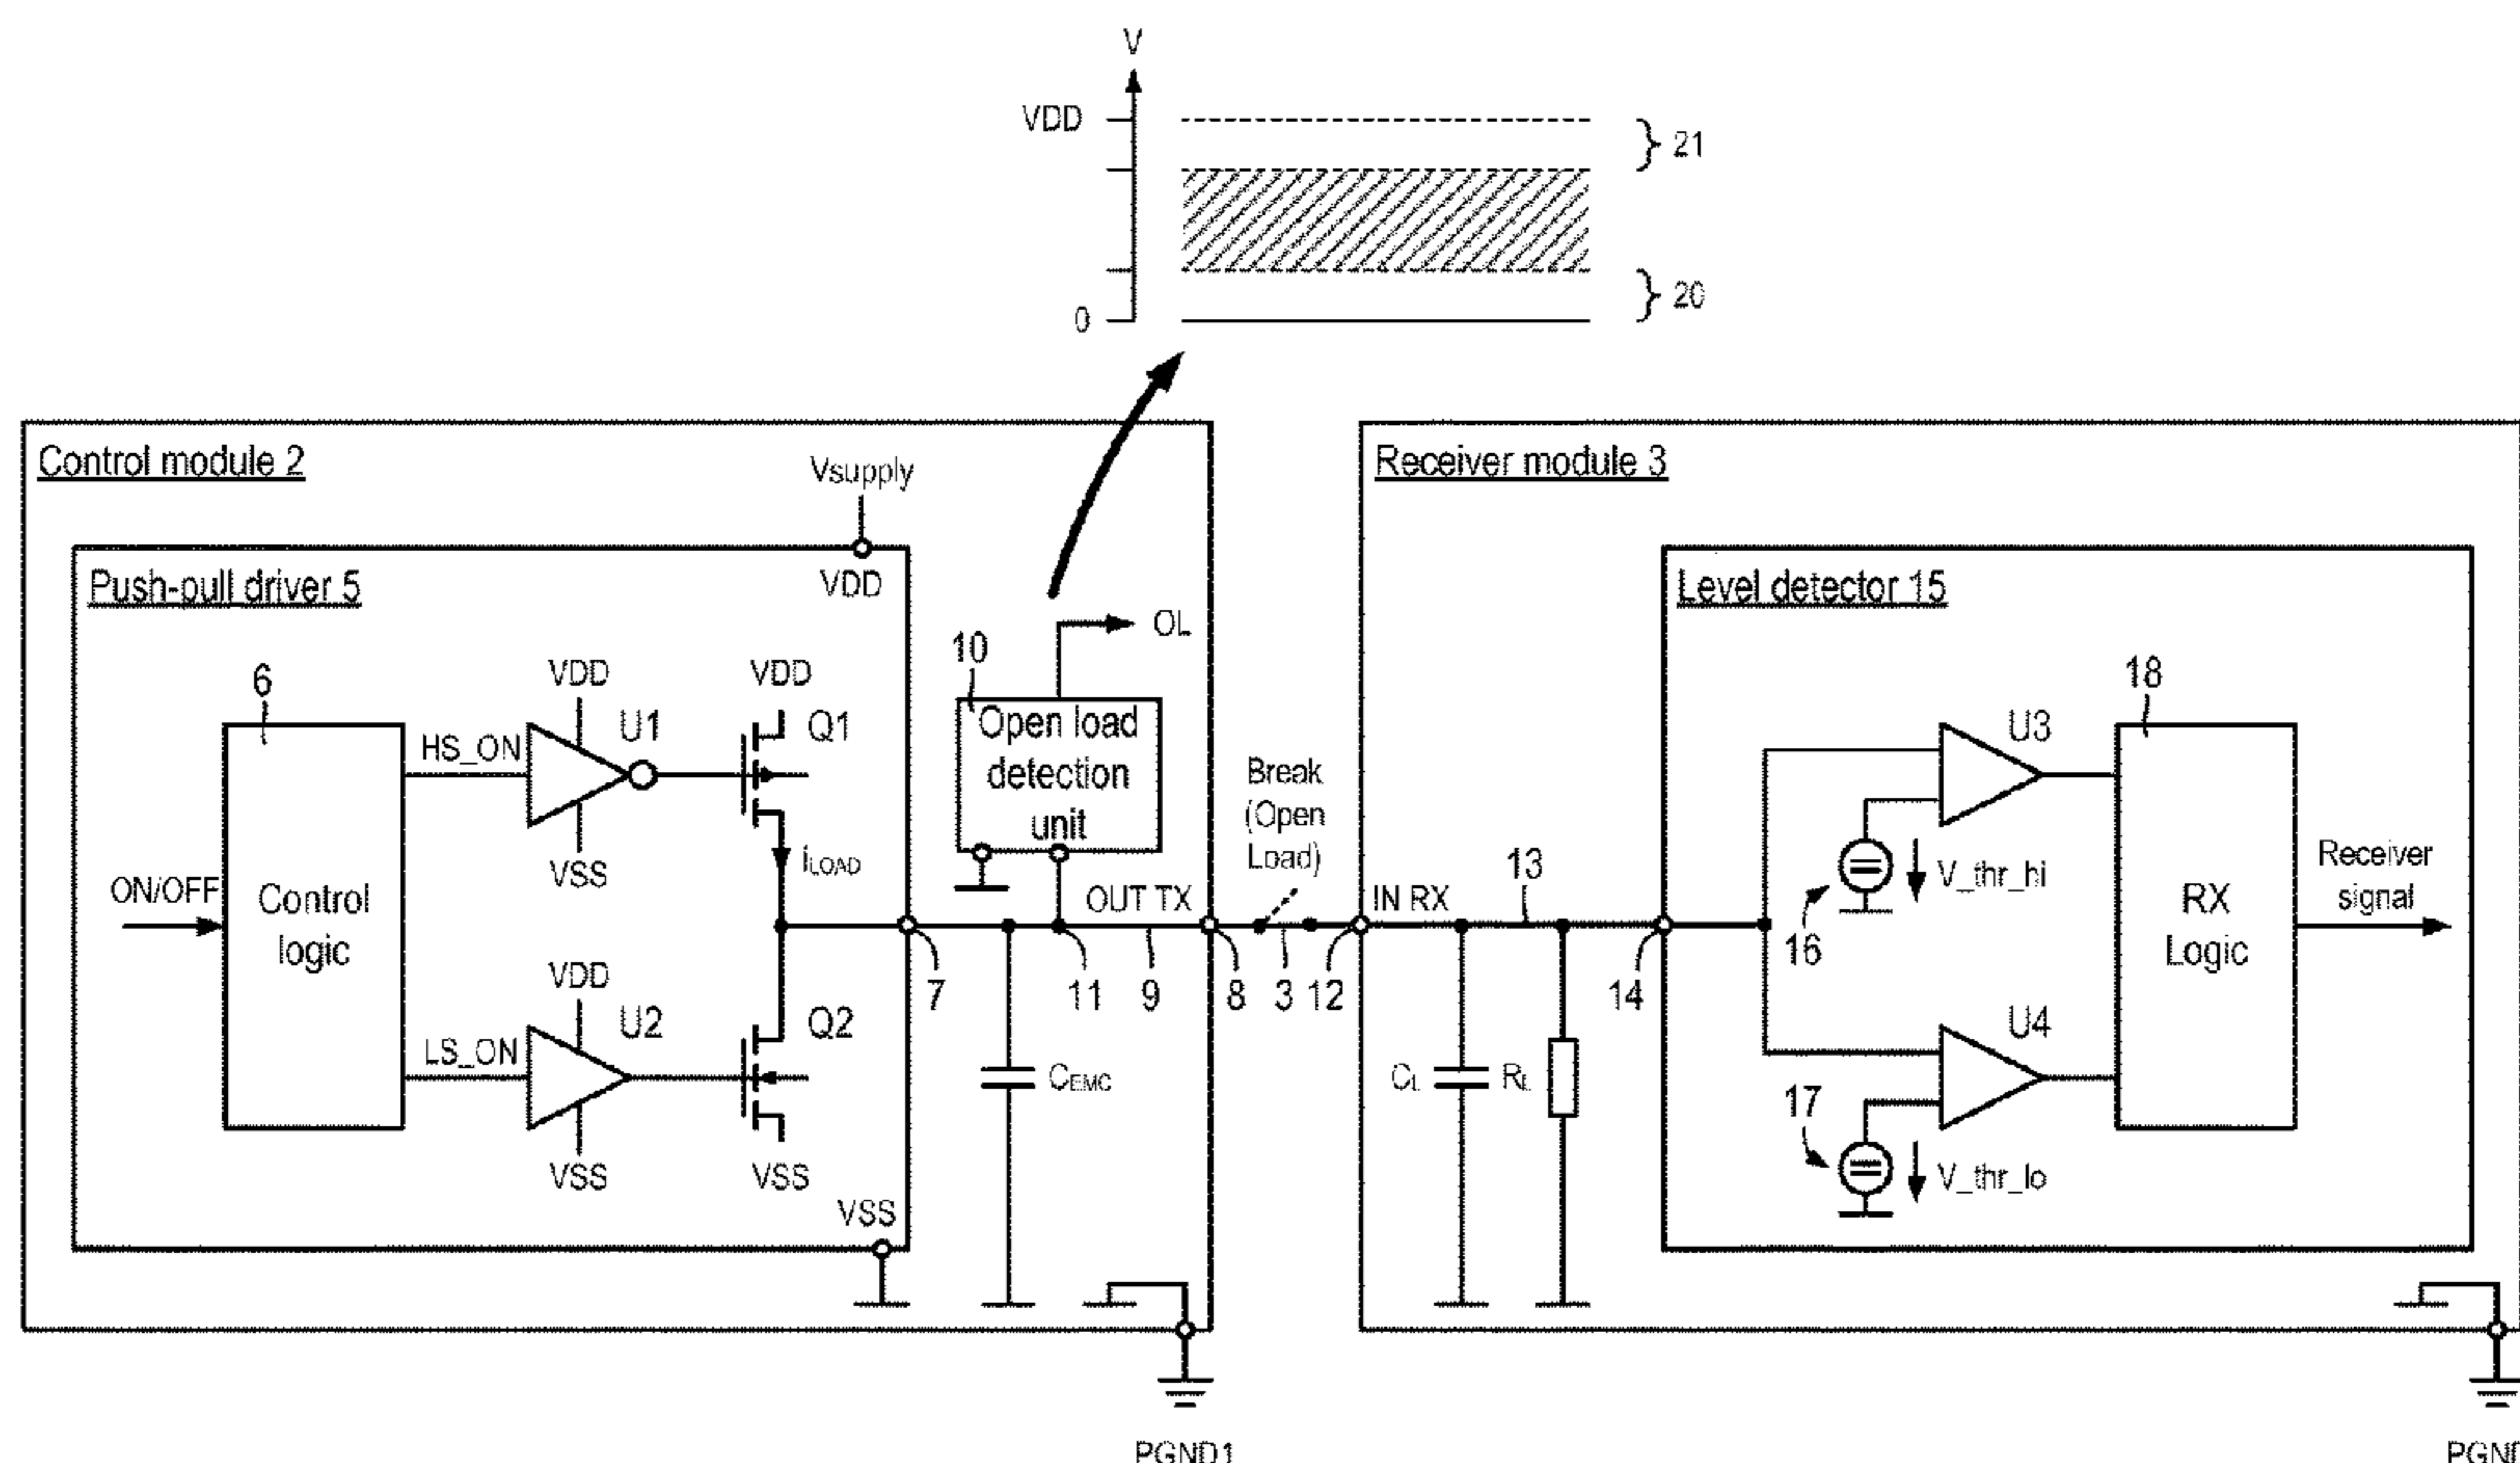 V
VDD
21
20
0
Control module 2
Vsupply
VDD
Push-pull driver 5
6
Control
logic
ON/OFF
HS_ON
LS_ON
VDD
U1
VSS
VDD
Q1
iLOAD
VDD
U2
VSS
Q2
VSS
VSS
7
10
Open load
detection
unit
OL
OUT TX
11
9
8
CEMC
PGND1
Break
(Open
Load)
3
12
Receiver module 3
IN RX
13
14
CL
RL
Level detector 15
U3
V_thr_hi
16
U4
V_thr_lo
17
18
RX
Logic
Receiver
signal